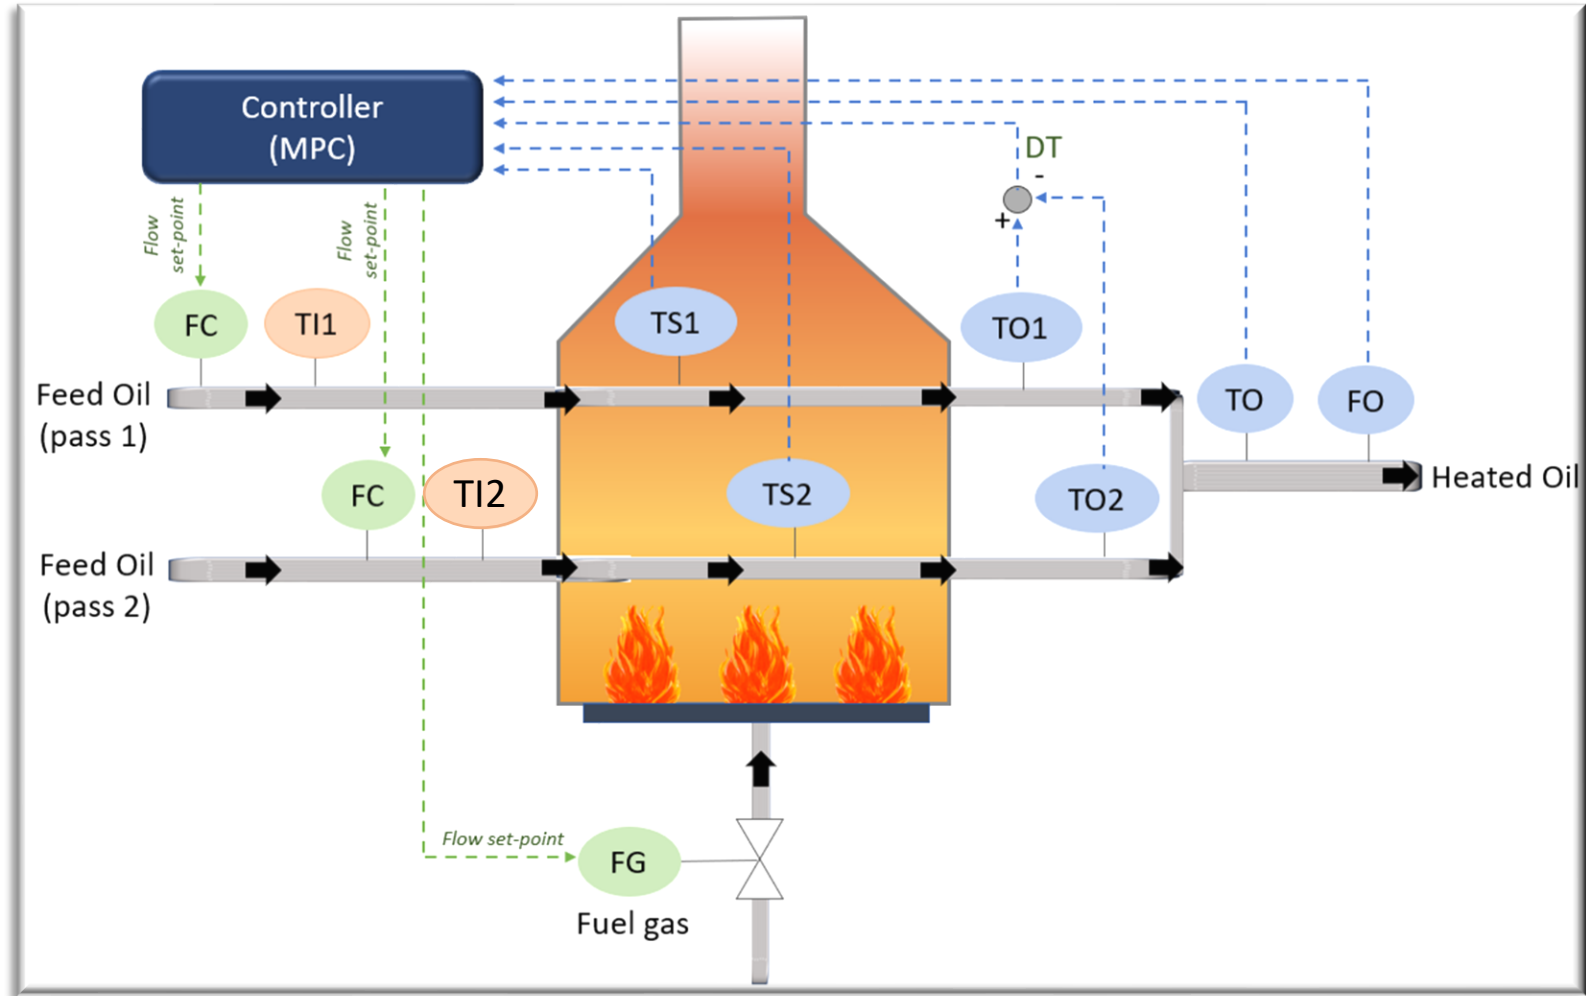 Controller
(MPC)
DT
-
+
Flow
set-point
Flow
set-point
FC
TI1
TS1
TO1
Feed Oil
(pass 1)
TO
FO
Heated Oil
FC
TI2
TS2
TO2
Feed Oil
(pass 2)
Flow set-point
FG
Fuel gas